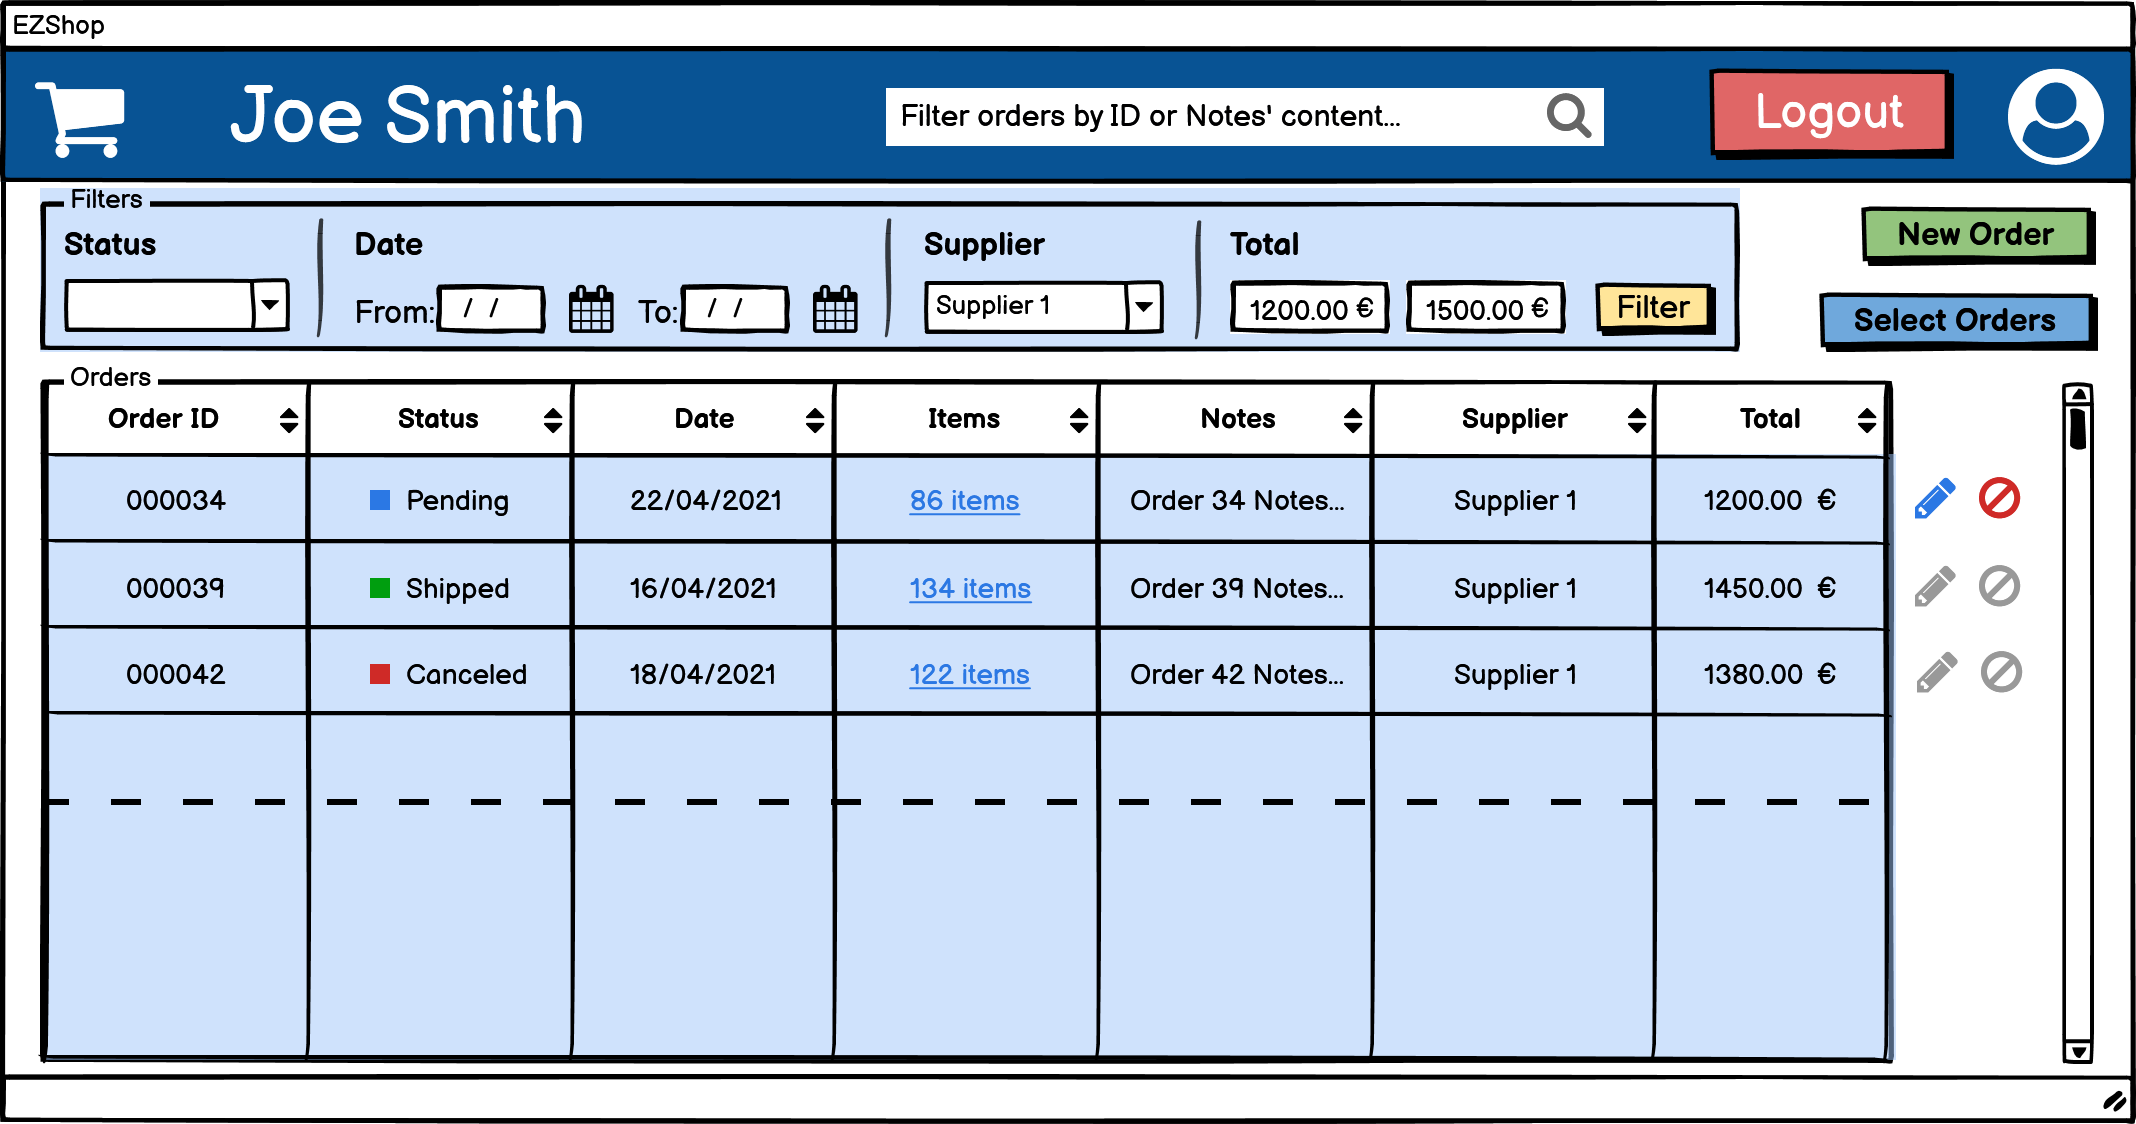 EZShop
Joe Smith
Filter orders by ID or Notes' content...
Logout
Filters
Status
Date
Supplier
Total
From: / /
To: / /
Supplier 1
1200.00 €
1500.00 €
Filter
New Order
Select Orders
Orders
Order ID Status Date Items Notes Supplier Total
000034 Pending 22/04/2021 86 items Order 34 Notes... Supplier 1 1200.00 €
000039 Shipped 16/04/2021 134 items Order 39 Notes... Supplier 1 1450.00 €
000042 Canceled 18/04/2021 122 items Order 42 Notes... Supplier 1 1380.00 €